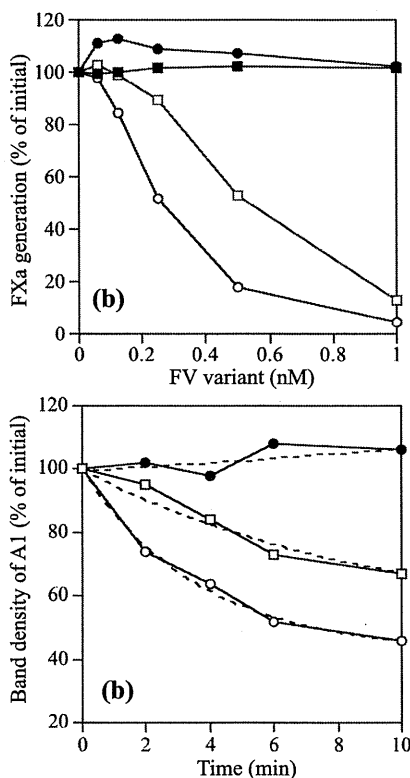 120
100
80
60
40
20
0
FXa generation (% of initial)
(b)
0 0.2 0.4 0.6 0.8 1
FV variant (nM)
120
100
80
60
40
20
Band density of A1 (% of initial)
(b)
0 2 4 6 8 10
Time (min)